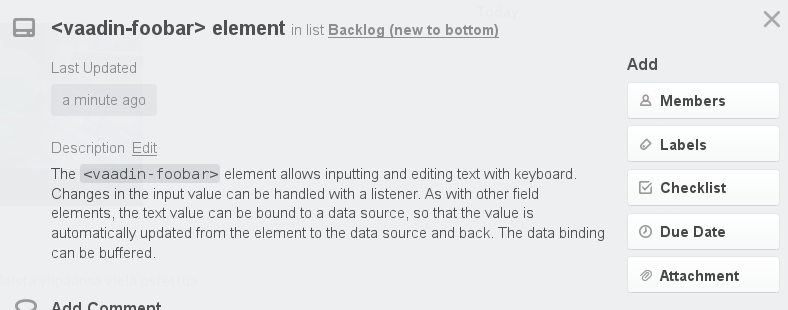 <vaadin-foobar> element in list Backlog (new to bottom)
Last Updated
a minute ago
Description Edit
The <vaadin-foobar> element allows inputting and editing text with keyboard.
Changes in the input value can be handled with a listener. As with other field
elements, the text value can be bound to a data source, so that the value is
automatically updated from the element to the data source and back. The data binding
can be buffered.
Add Comment
Add
Members
Labels
Checklist
Due Date
Attachment